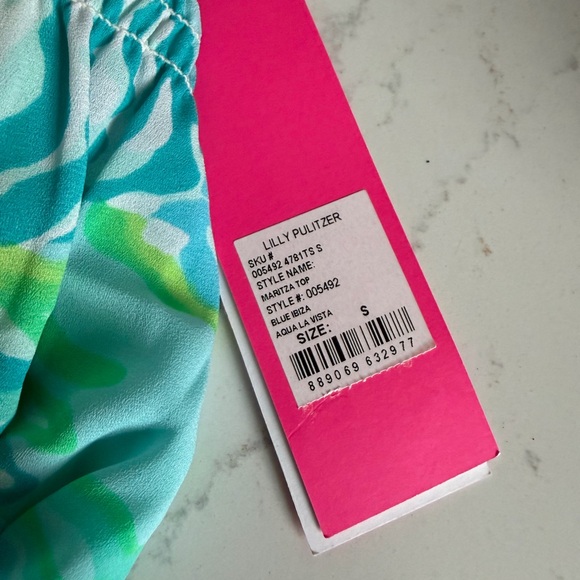 LILLY PULITZER
SKU #
005492 4781TS S
STYLE NAME:
MARITZA TOP
STYLE #: 005492
BLUE IBIZA
AQUA LA VISTA
SIZE: S
889069 632977